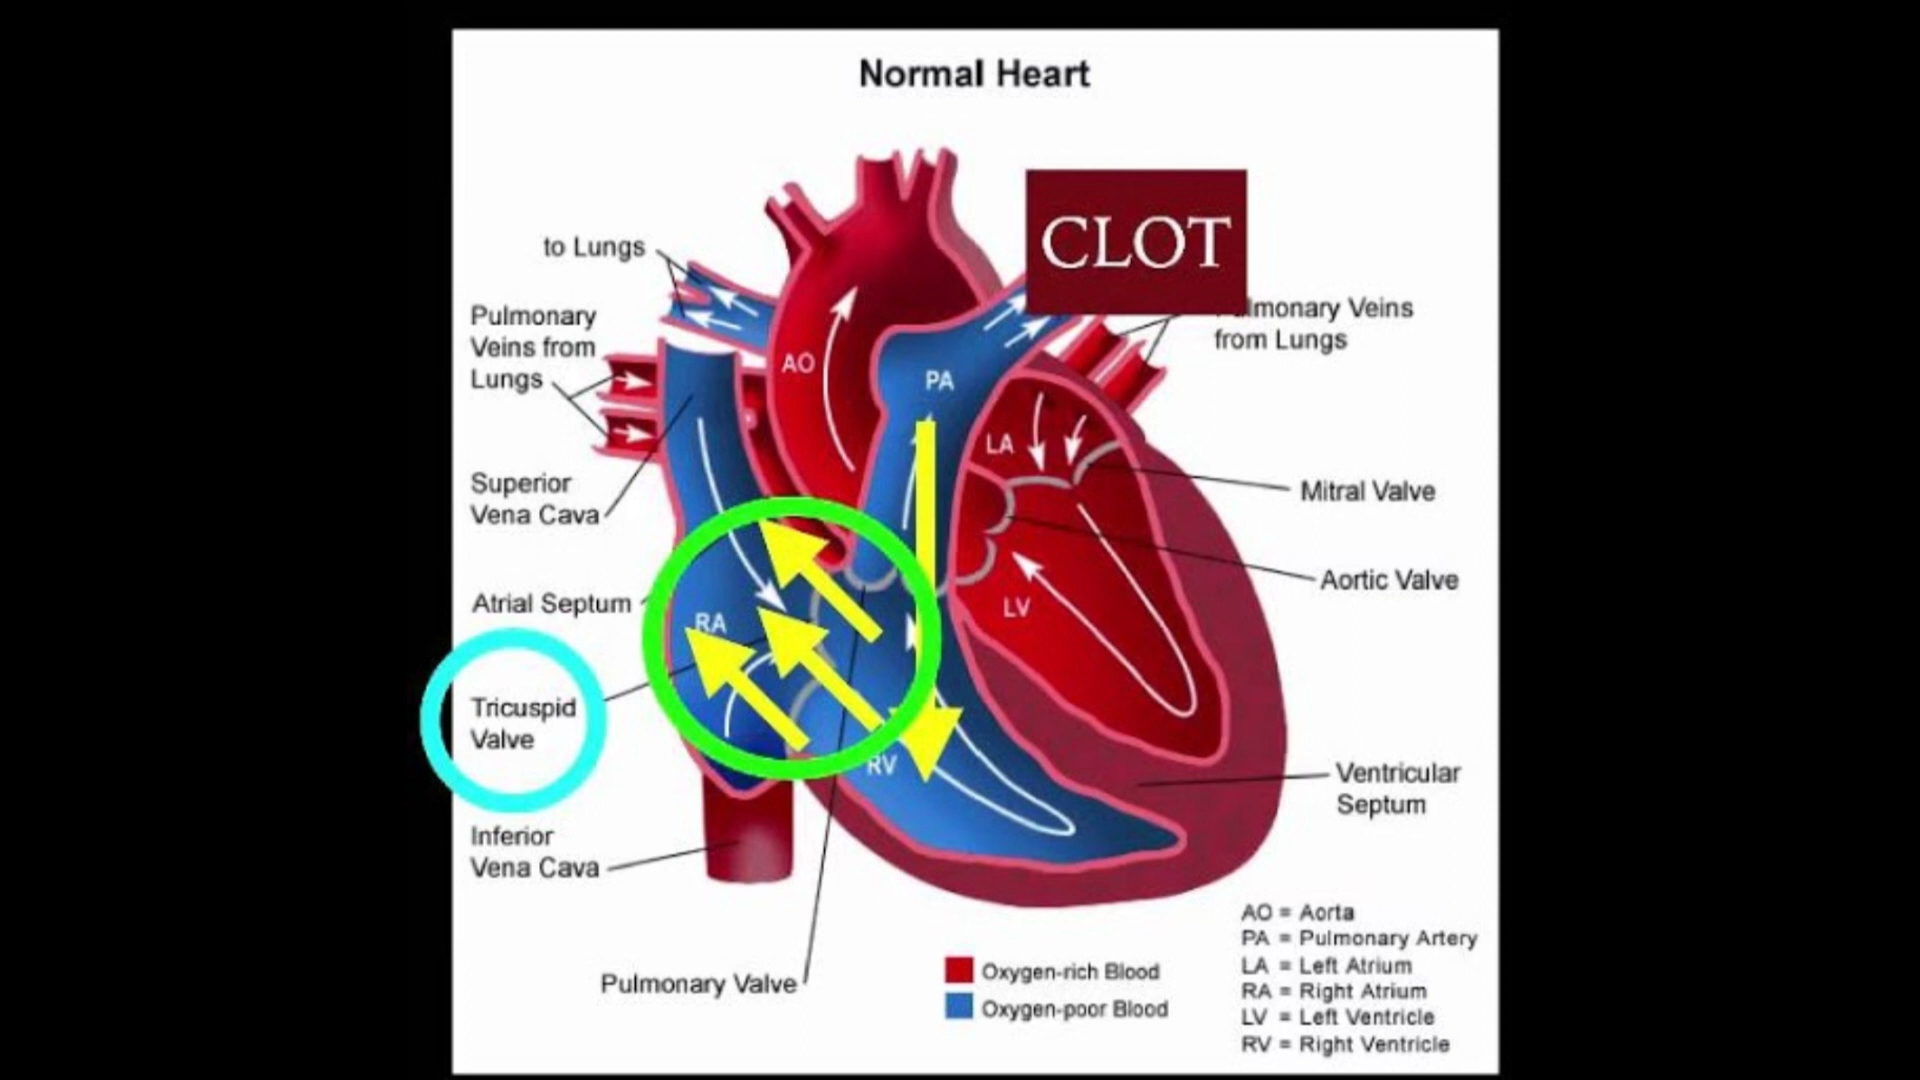 Normal Heart
CLOT
to Lungs
Pulmonary
Veins from
Lungs
lmonary Veins
from Lungs
AO
PA
LA
Superior
Vena Cava
Mitral Valve
Aortic Valve
Atrial Septum
RA
LV
Tricuspid
Valve
RV
Ventricular
Septum
Inferior
Vena Cava
Pulmonary Valve
Oxygen-rich Blood
Oxygen-poor Blood
AO = Aorta
PA = Pulmonary Artery
LA = Left Atrium
RA = Right Atrium
LV = Left Ventricle
RV = Right Ventricle